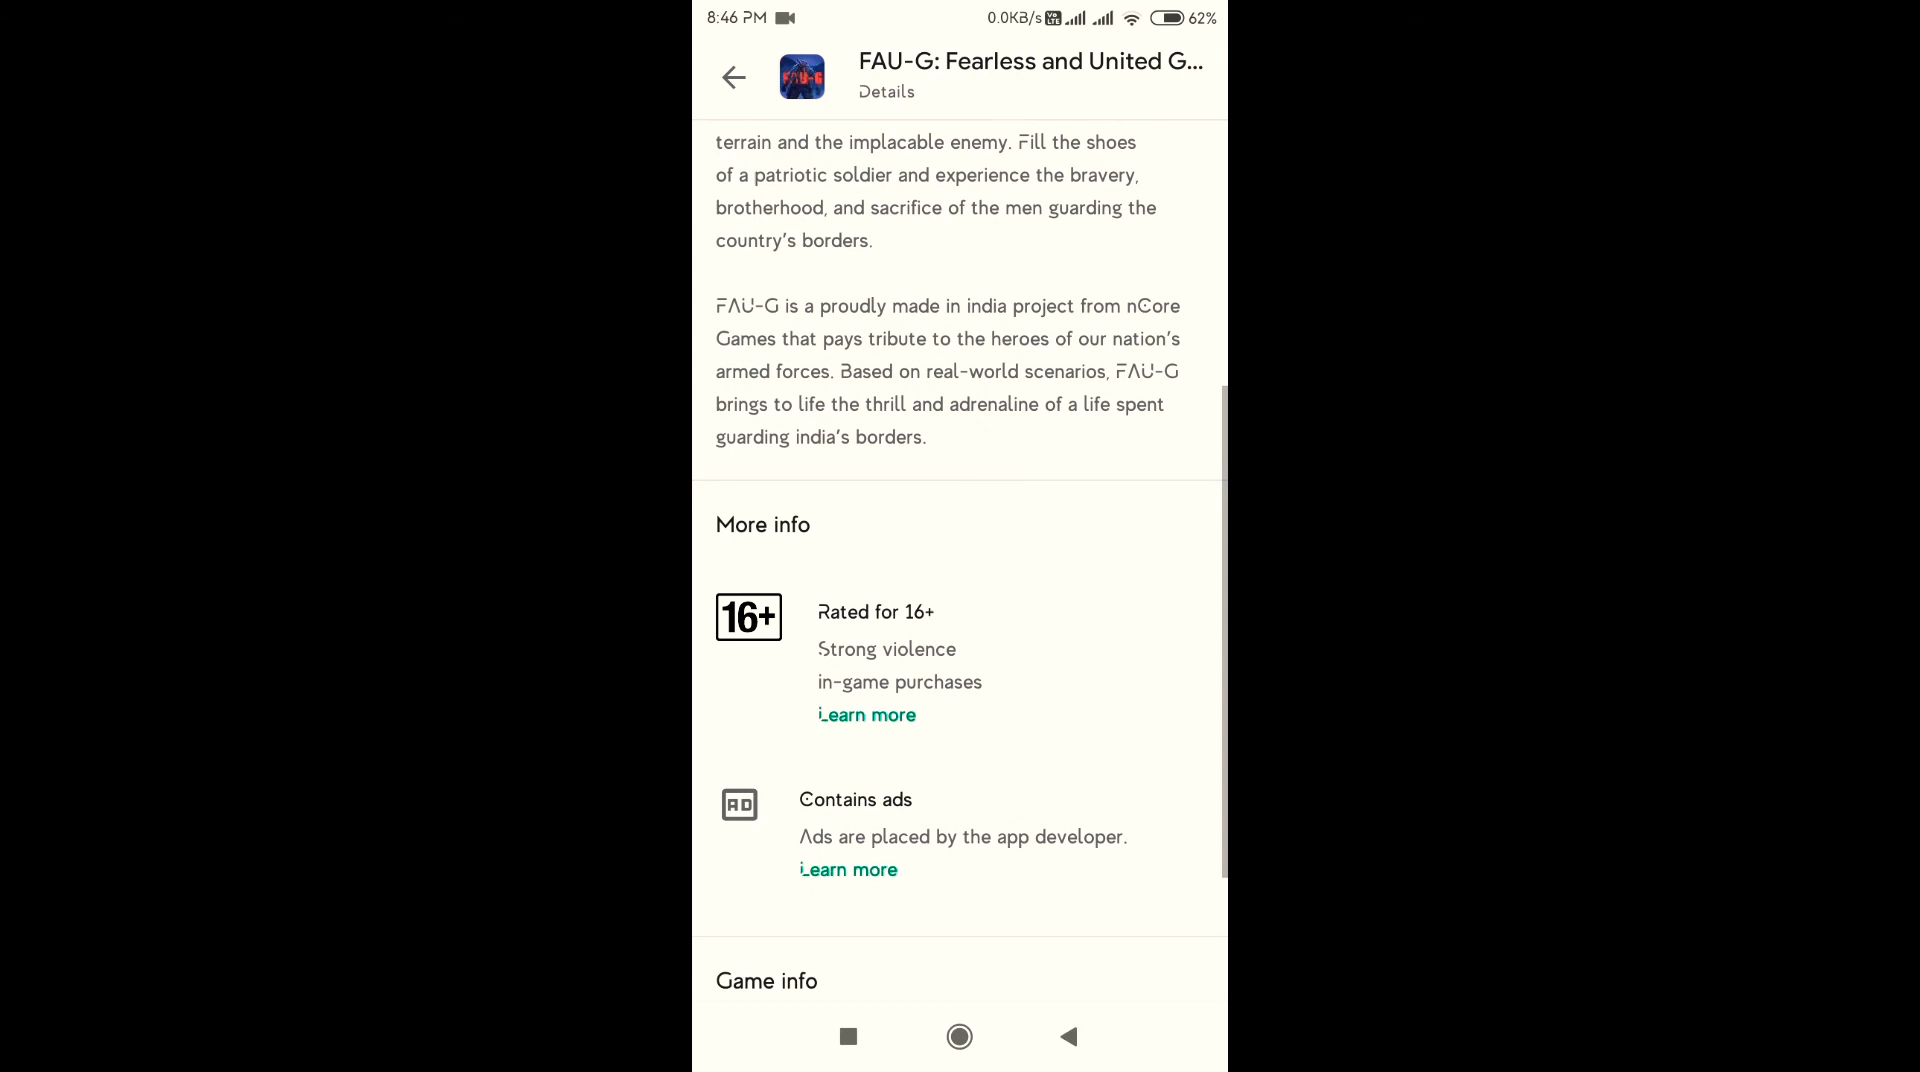 8:46 PM
0.0KB/s Vo LTE 62%
FAU-G: Fearless and United G...
Details
terrain and the implacable enemy. Fill the shoes
of a patriotic soldier and experience the bravery,
brotherhood, and sacrifice of the men guarding the
country's borders.
FAU-G is a proudly made in india project from nCore
Games that pays tribute to the heroes of our nation's
armed forces. Based on real-world scenarios, FAU-G
brings to life the thrill and adrenaline of a life spent
guarding india's borders.
More info
16+
Rated for 16+
Strong violence
in-game purchases
Learn more
AD
Contains ads
Ads are placed by the app developer.
Learn more
Game info